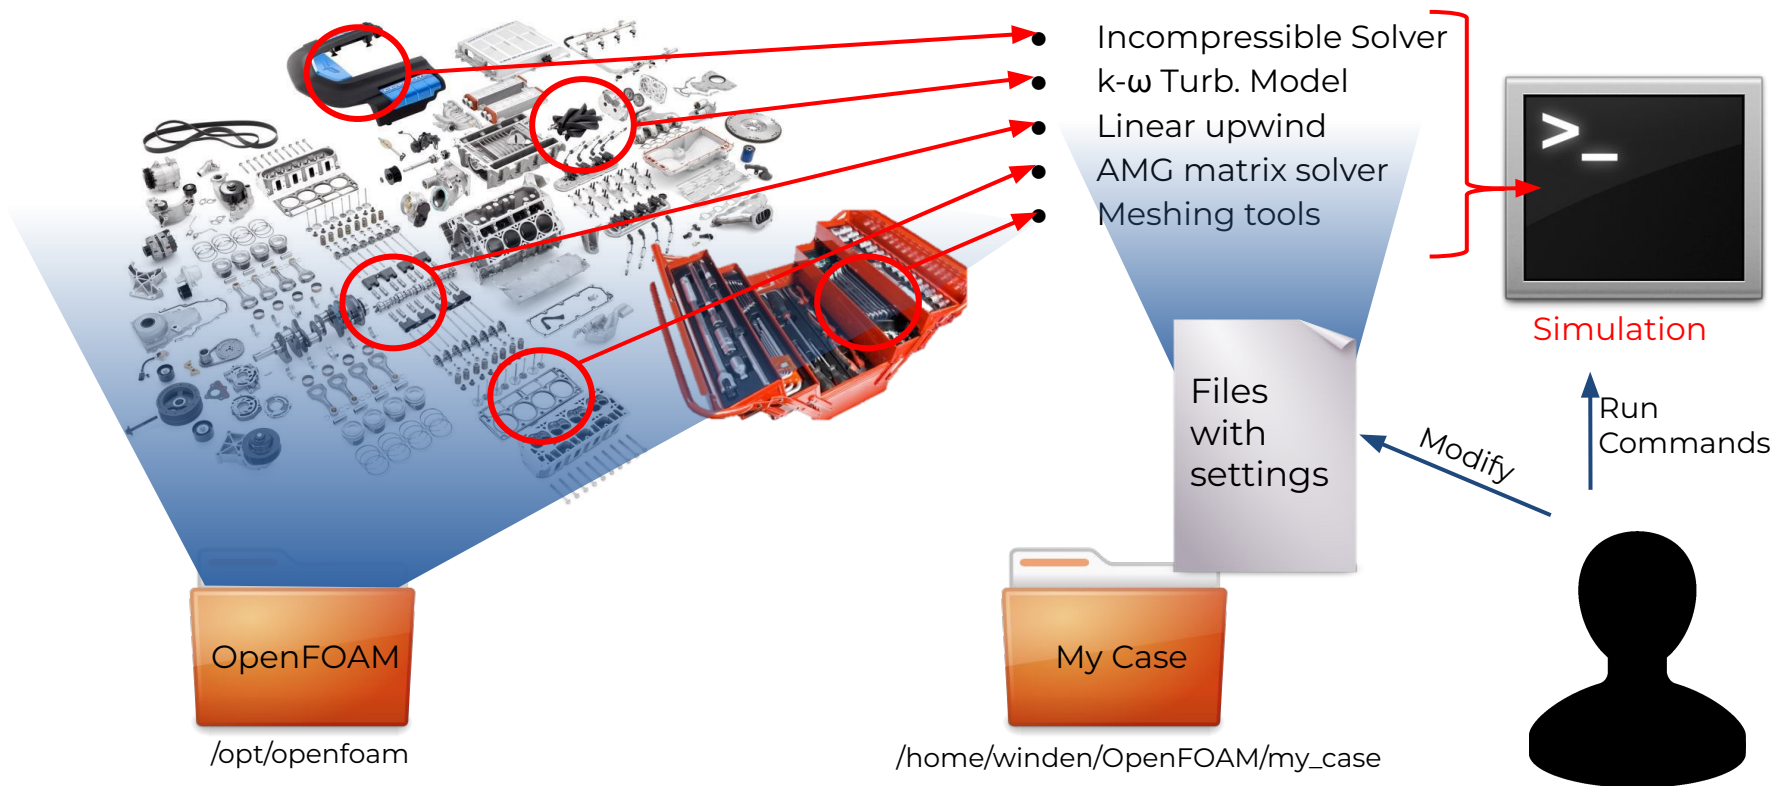 Incompressible Solver
k-ω Turb. Model
Linear upwind
AMG matrix solver
Meshing tools
>_
Simulation
Files
with
settings
Modify
Run
Commands
OpenFOAM
My Case
/opt/openfoam
/home/winden/OpenFOAM/my_case